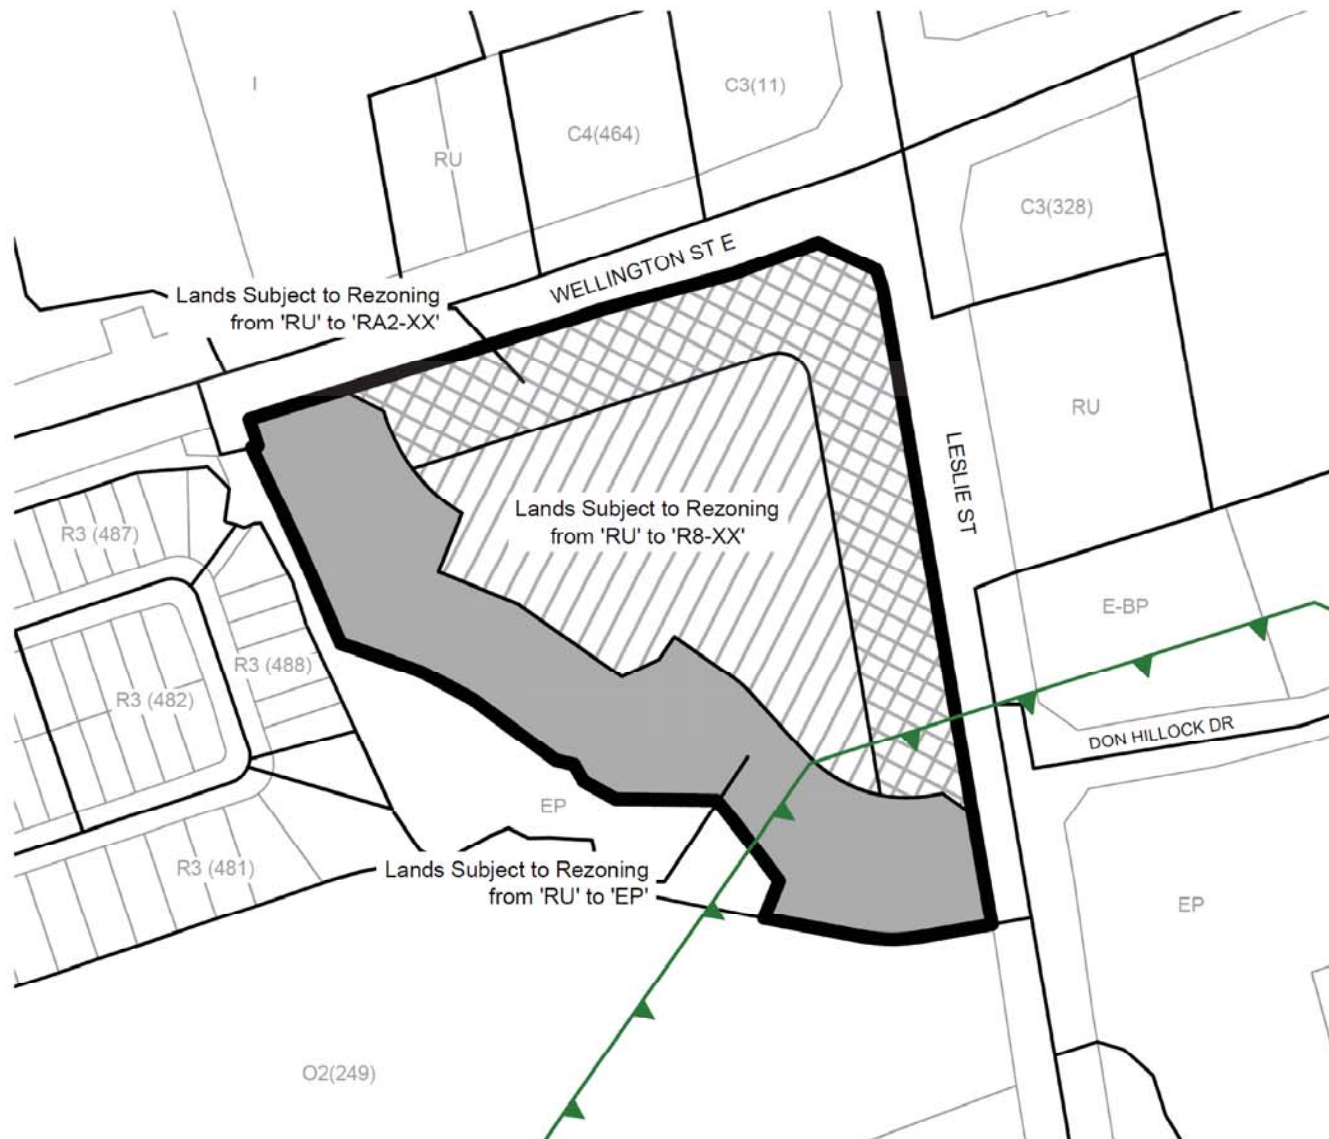 I
C3(11)
C4(464)
RU
C3(328)
WELLINGTON ST E
Lands Subject to Rezoning
from 'RU' to 'RA2-XX'
RU
LESLIE ST
Lands Subject to Rezoning
from 'RU' to 'R8-XX'
R3 (487)
E-BP
R3 (488)
R3 (482)
DON HILLOCK DR
EP
R3 (481)
Lands Subject to Rezoning
from 'RU' to 'EP'
EP
O2(249)